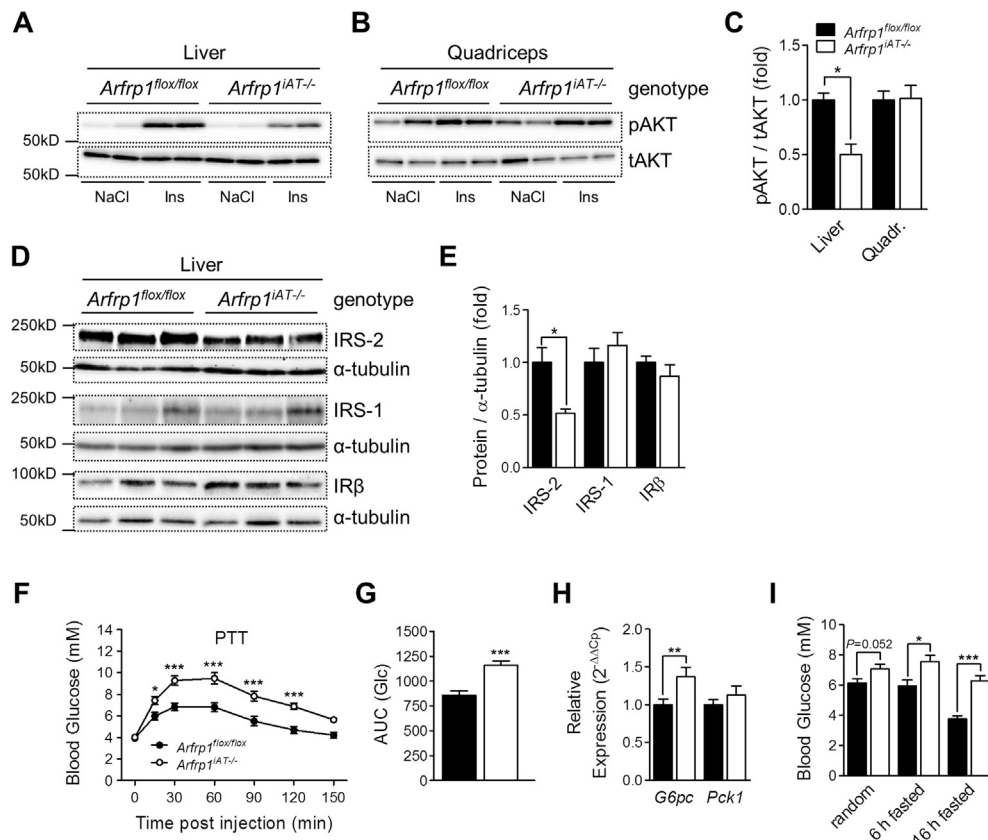 A
Liver
Arfrp1flox/flox Arfrp1iAT-/-
50kD
50kD
NaCl Ins NaCl Ins
B
Quadriceps
Arfrp1flox/flox Arfrp1iAT-/- genotype
pAKT
tAKT
NaCl Ins NaCl Ins
C
Arfrp1flox/flox
Arfrp1iAT-/-
pAKT / tAKT (fold)
1.5
1.0
0.5
0.0
*
Liver Quadr.
D
Liver
Arfrp1flox/flox Arfrp1iAT-/- genotype
250kD
IRS-2
50kD
α-tubulin
250kD
IRS-1
50kD
α-tubulin
100kD
IRβ
50kD
α-tubulin
E
Protein / α-tubulin (fold)
1.5
1.0
0.5
0.0
*
IRS-2 IRS-1 IRβ
F
PTT
Blood Glucose (mM)
12
10
8
6
4
2
0
* *** *** *** ***
Arfrp1flox/flox
Arfrp1iAT-/-
0 30 60 90 120 150
Time post injection (min)
G
AUC (Glc)
1500
1250
1000
750
500
250
0
***
H
Relative
Expression (2-ΔΔCp)
2.0
1.5
1.0
0.5
0.0
**
G6pc Pck1
I
Blood Glucose (mM)
10
8
6
4
2
0
P=0.052
*
***
random 6 h fasted 16 h fasted